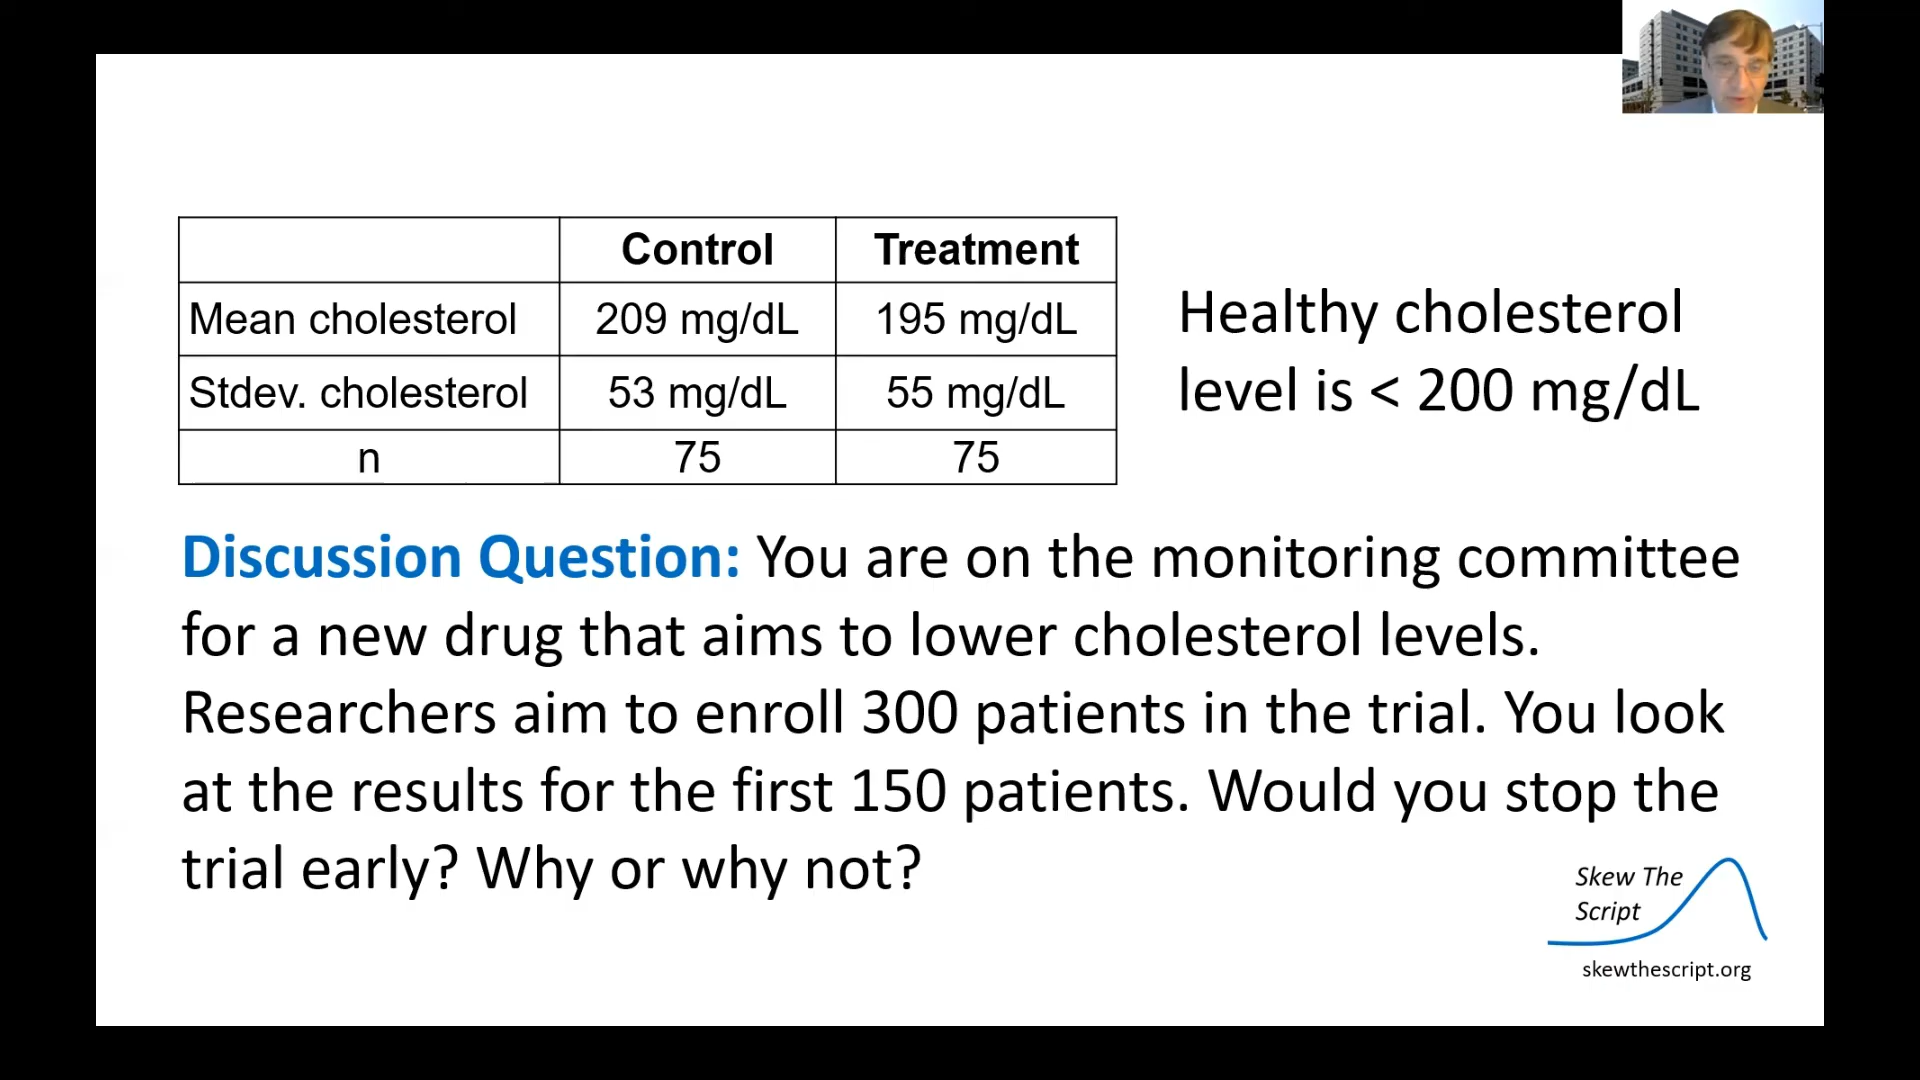 Control Treatment
Mean cholesterol 209 mg/dL 195 mg/dL
Stdev. cholesterol 53 mg/dL 55 mg/dL
n 75 75
Healthy cholesterol
level is < 200 mg/dL
Discussion Question: You are on the monitoring committee
for a new drug that aims to lower cholesterol levels.
Researchers aim to enroll 300 patients in the trial. You look
at the results for the first 150 patients. Would you stop the
trial early? Why or why not?
Skew The
Script
skewthescript.org